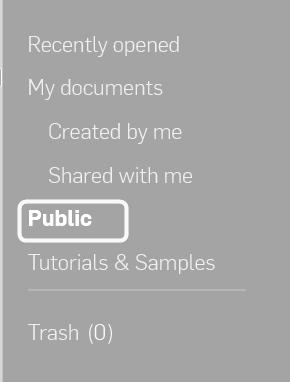 Recently opened
My documents
Created by me
Shared with me
Public
Tutorials & Samples
Trash (0)